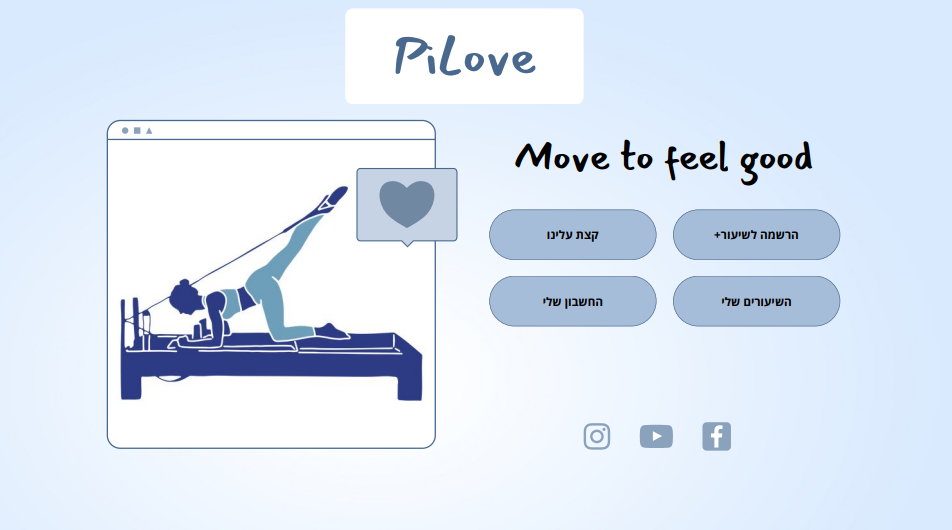 PiLove
Move to feel good
הרשמה לשיעור+
קצת עלינו
השיעורים שלי
החשבון שלי